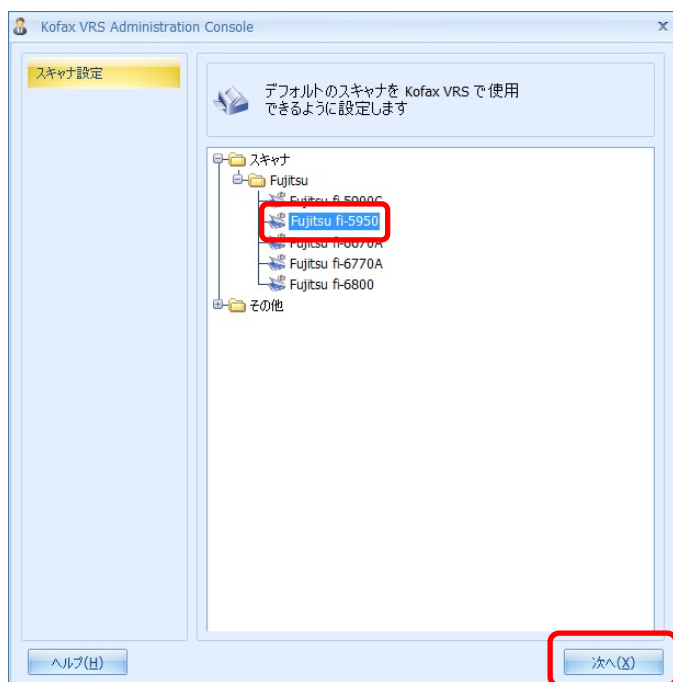 Kofax VRS Administration Console
スキャナ設定
デフォルトのスキャナを Kofax VRS で使用
できるように設定します
スキャナ
Fujitsu
Fujitsu fi-5900C
Fujitsu fi-5950
Fujitsu fi-6670A
Fujitsu fi-6770A
Fujitsu fi-6800
その他
ヘルプ(H)
次へ(X)